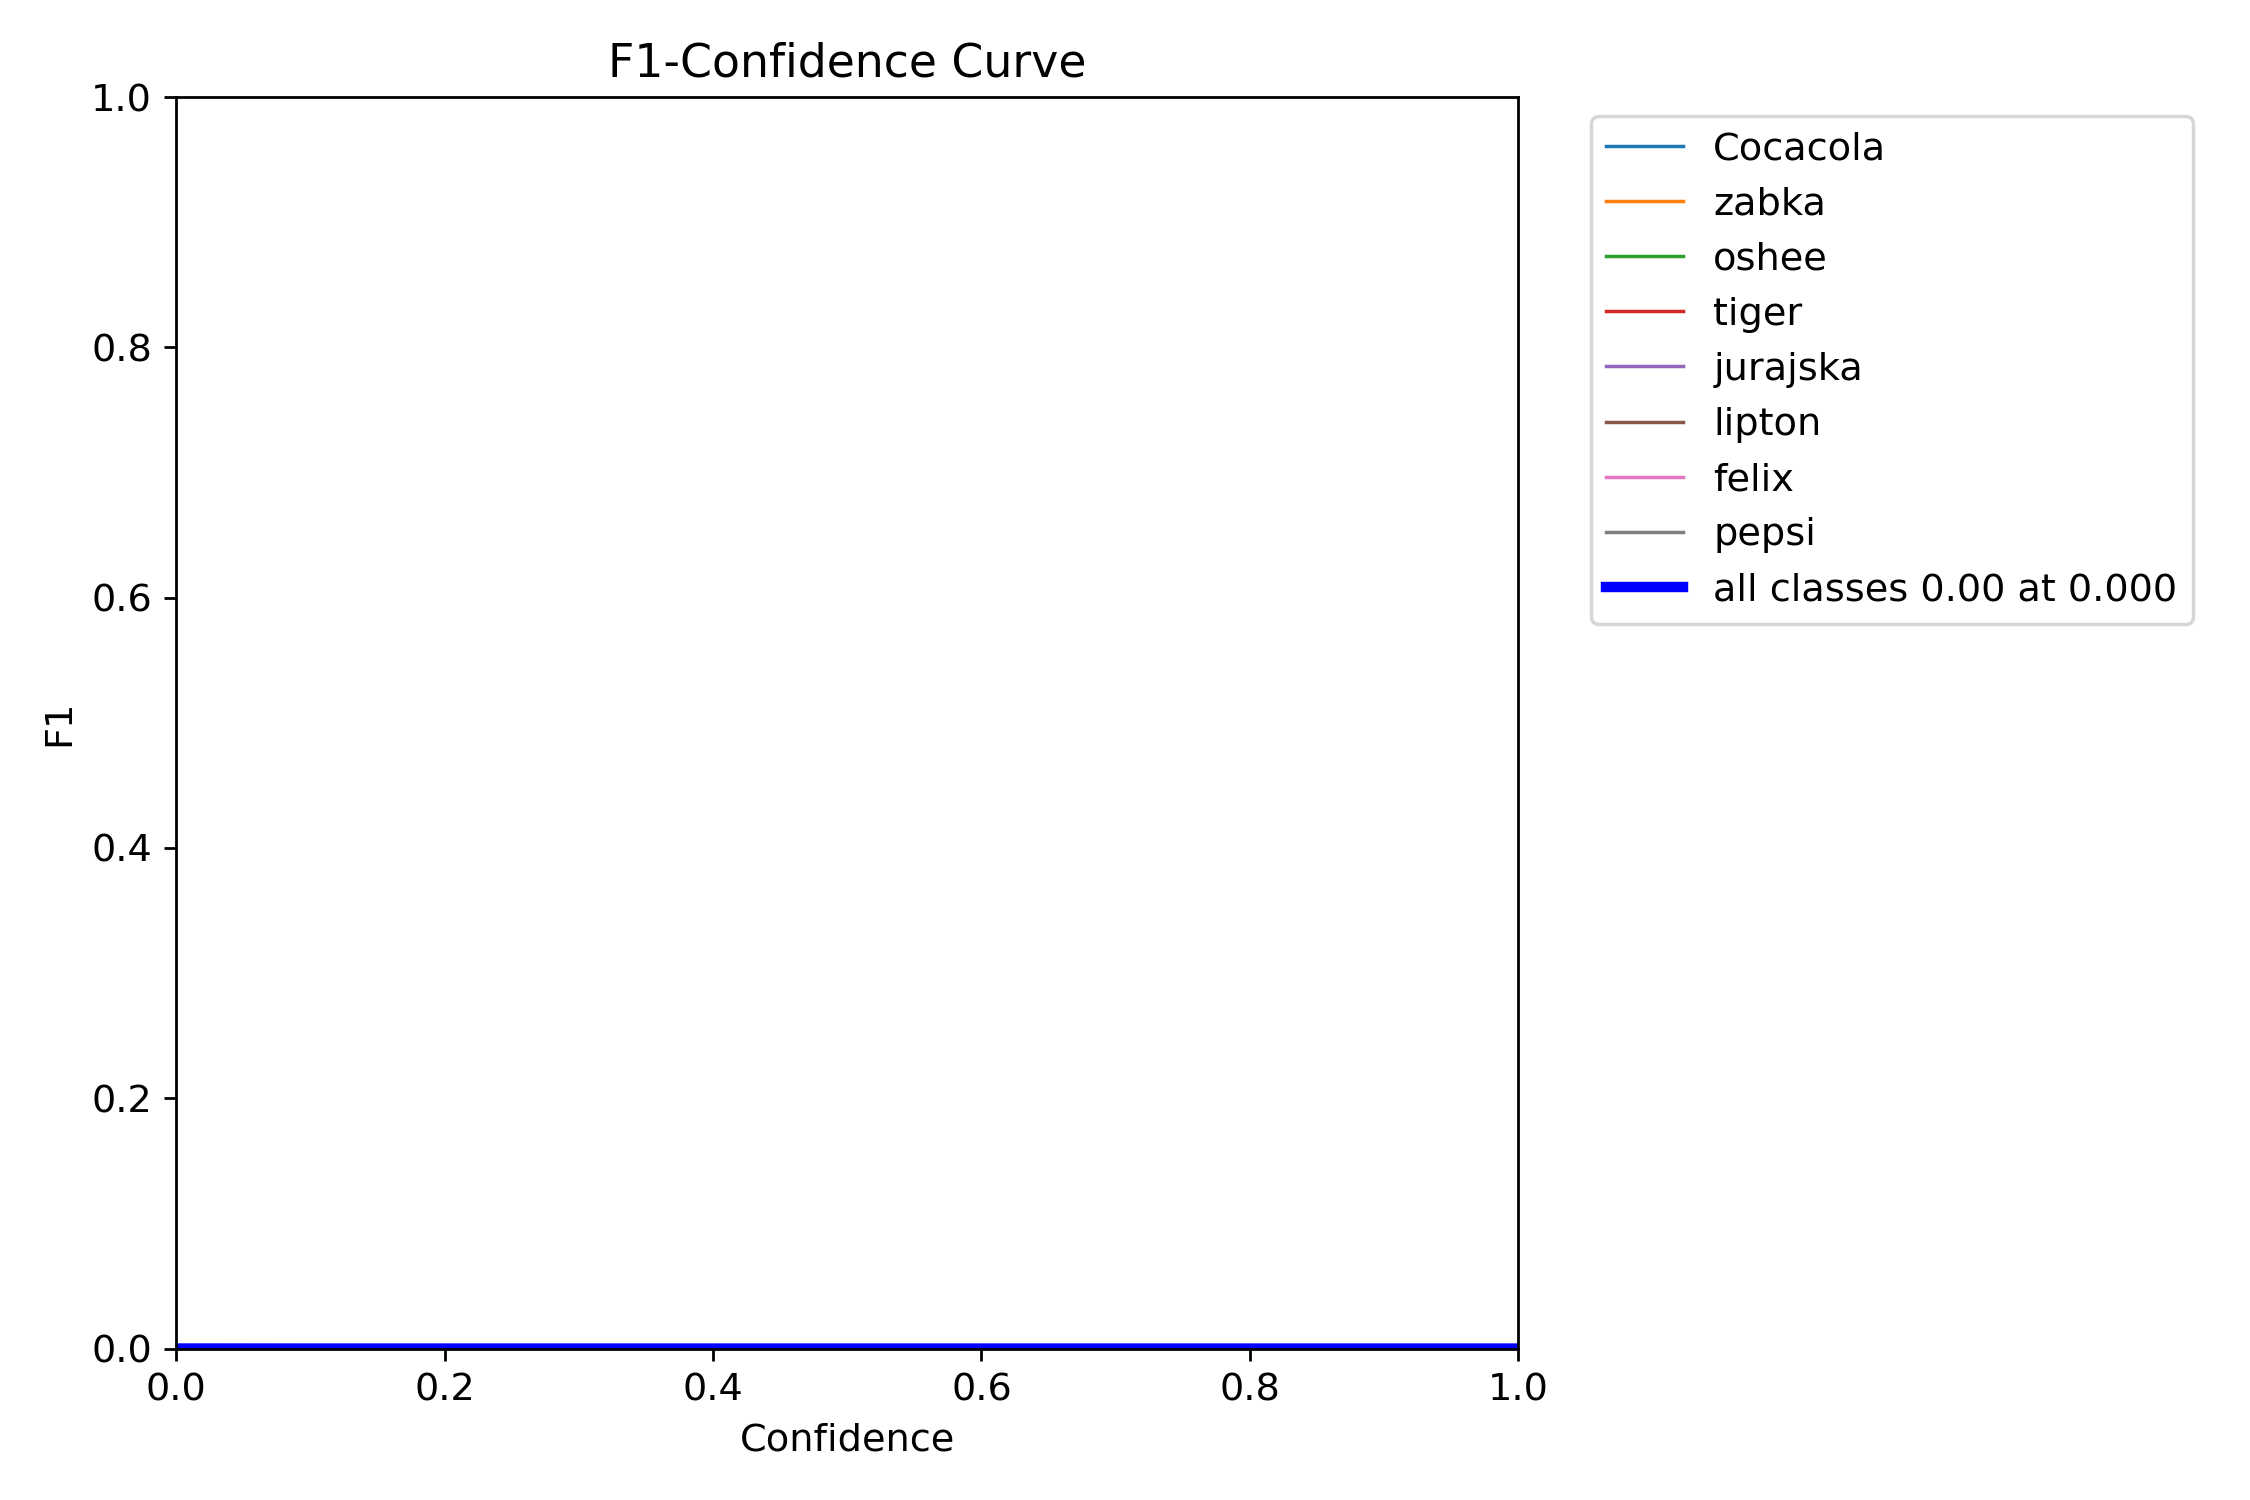 F1-Confidence Curve
1.0
0.8
0.6
0.4
0.2
0.0
F1
0.0 0.2 0.4 0.6 0.8 1.0
Confidence
Cocacola
zabka
oshee
tiger
jurajska
lipton
felix
pepsi
all classes 0.00 at 0.000